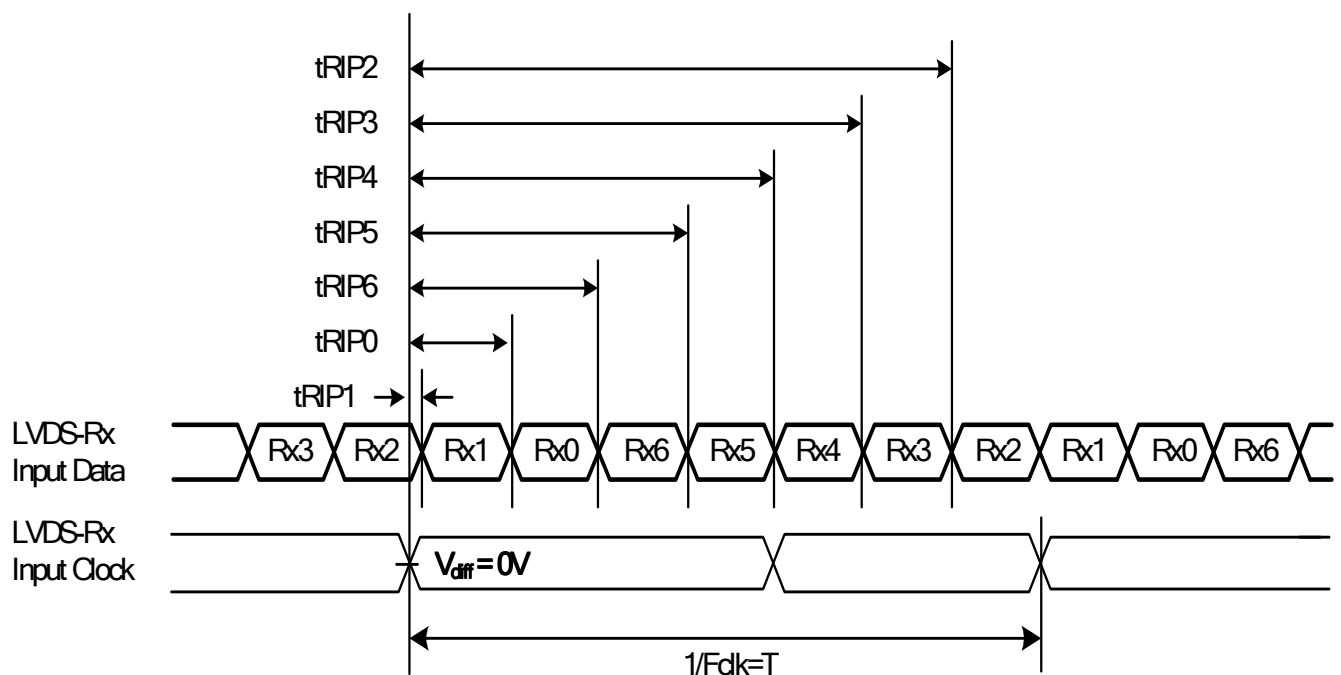 tRIP2
tRIP3
tRIP4
tRIP5
tRIP6
tRIP0
tRIP1
LVDS-Rx
Input Data
Rx3 Rx2 Rx1 Rx0 Rx6 Rx5 Rx4 Rx3 Rx2 Rx1 Rx0 Rx6
LVDS-Rx
Input Clock
Vdiff = 0V
1/Fclk=T